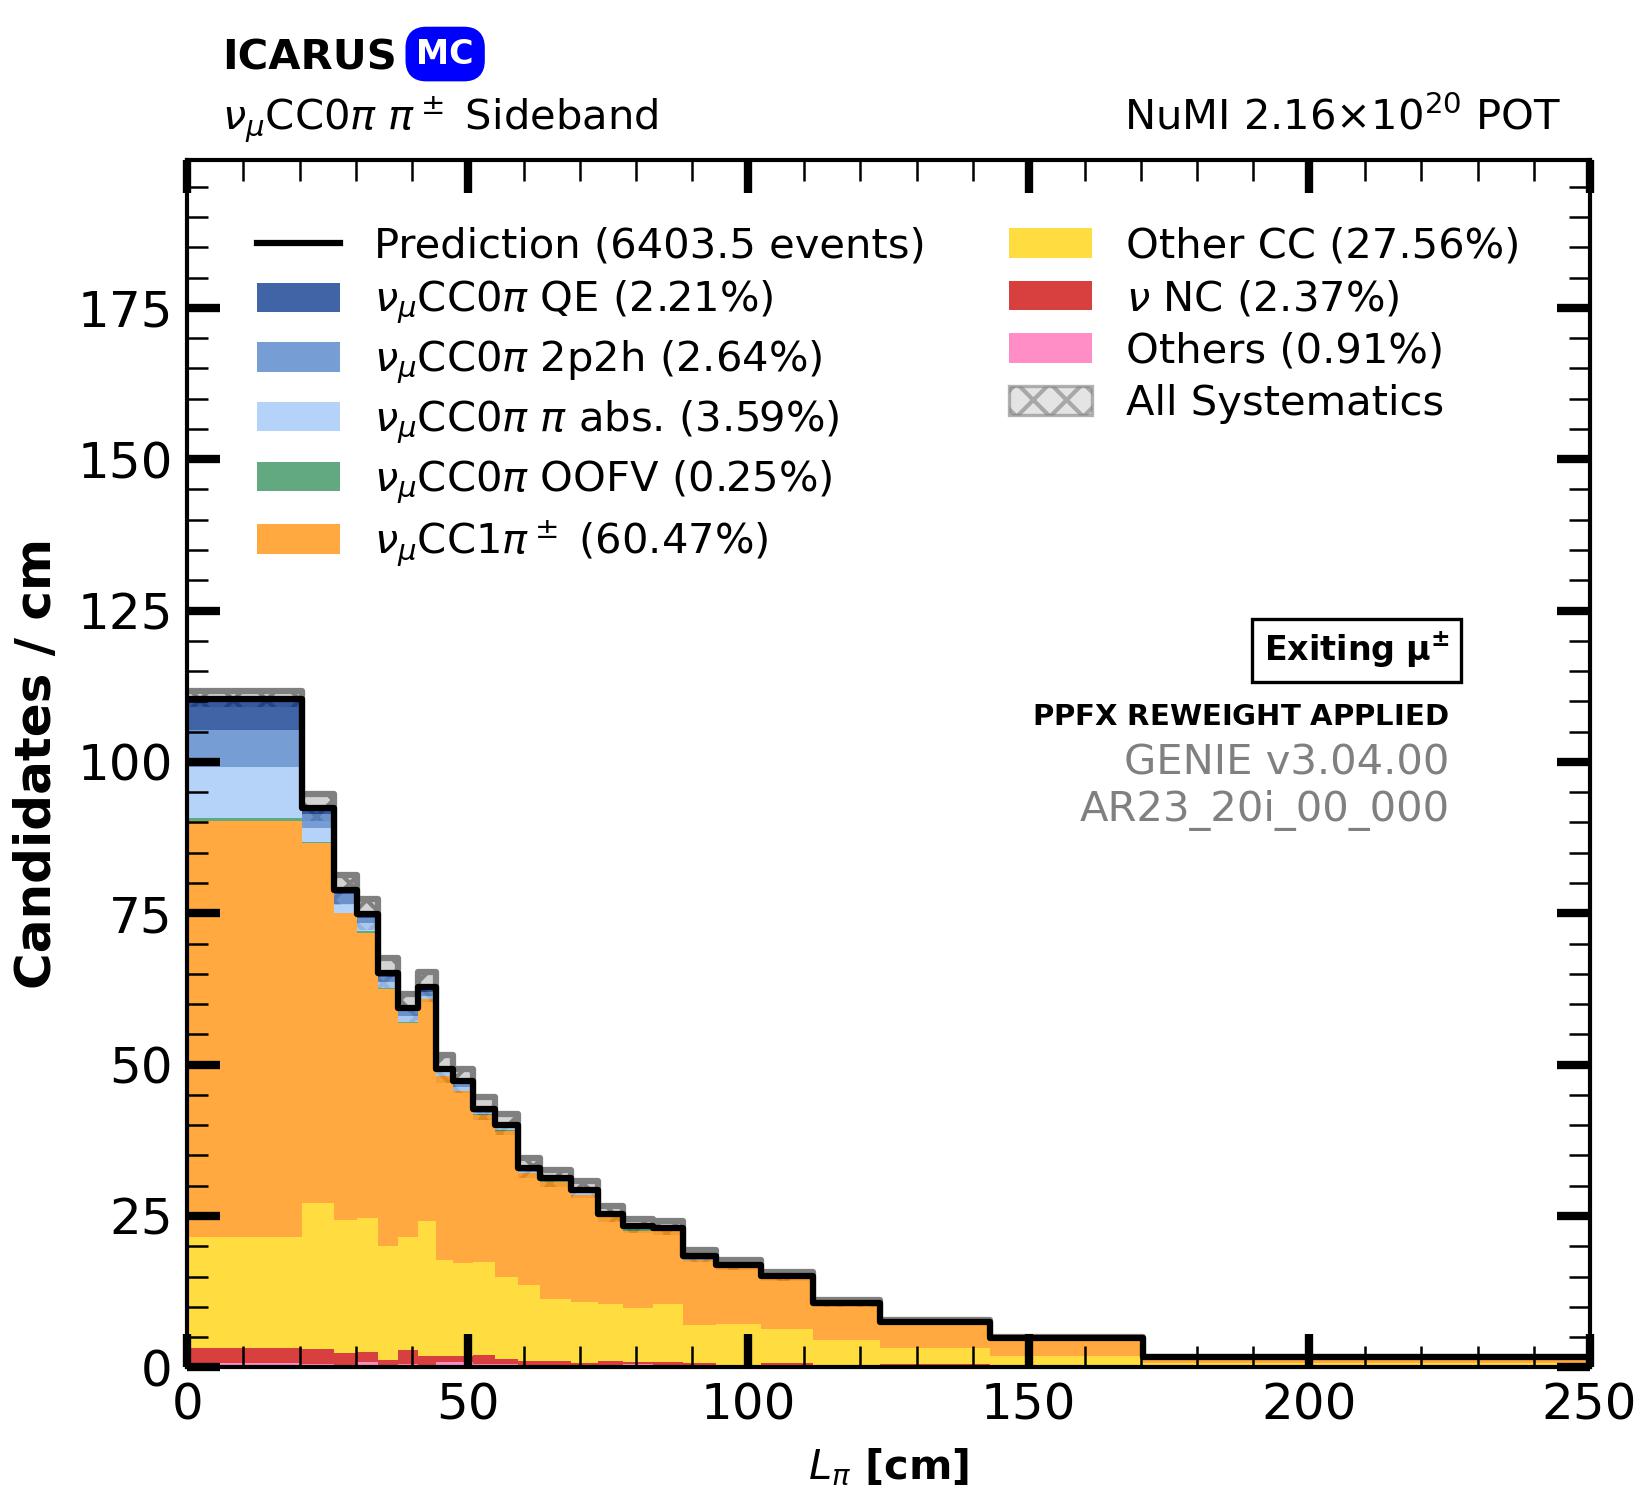 ICARUS MC
νμCC0π π± Sideband
NuMI 2.16×10²⁰ POT
Prediction (6403.5 events)
νμCC0π QE (2.21%)
νμCC0π 2p2h (2.64%)
νμCC0π π abs. (3.59%)
νμCC0π OOFV (0.25%)
νμCC1π± (60.47%)
Other CC (27.56%)
ν NC (2.37%)
Others (0.91%)
All Systematics
Exiting μ±
PPFX REWEIGHT APPLIED
GENIE v3.04.00
AR23_20i_00_000
Candidates / cm
175
150
125
100
75
50
25
0
0 50 100 150 200 250
Lπ [cm]